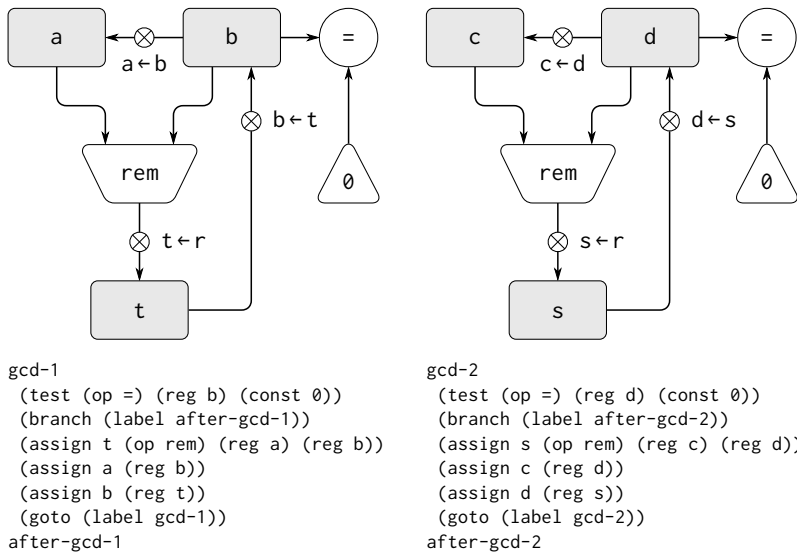 a
b
=
a←b
b←t
rem
0
t←r
t
c
d
=
c←d
d←s
rem
0
s←r
s
gcd-1
(test (op =) (reg b) (const 0))
(branch (label after-gcd-1))
(assign t (op rem) (reg a) (reg b))
(assign a (reg b))
(assign b (reg t))
(goto (label gcd-1))
after-gcd-1
gcd-2
(test (op =) (reg d) (const 0))
(branch (label after-gcd-2))
(assign s (op rem) (reg c) (reg d))
(assign c (reg d))
(assign d (reg s))
(goto (label gcd-2))
after-gcd-2